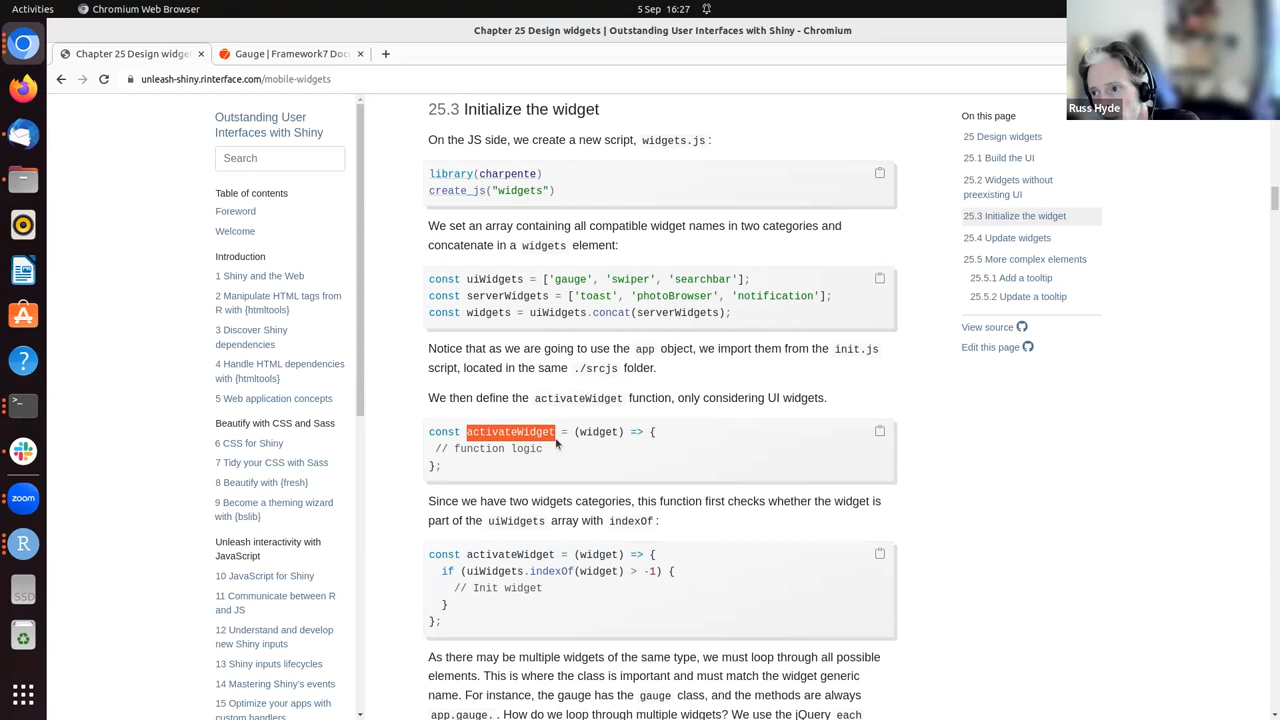 Activities
Chromium Web Browser
5 Sep 16:27
Chapter 25 Design widgets | Outstanding User Interfaces with Shiny - Chromium
Chapter 25 Design widge
Gauge | Framework7 Doc
unleash-shiny.rinterface.com/mobile-widgets
Russ Hyde
Outstanding User
Interfaces with Shiny
Search
Table of contents
Foreword
Welcome
Introduction
1 Shiny and the Web
2 Manipulate HTML tags from
R with {htmltools}
3 Discover Shiny
dependencies
4 Handle HTML dependencies
with {htmltools}
5 Web application concepts
Beautify with CSS and Sass
6 CSS for Shiny
7 Tidy your CSS with Sass
8 Beautify with {fresh}
9 Become a theming wizard
with {bslib}
Unleash interactivity with
JavaScript
10 JavaScript for Shiny
11 Communicate between R
and JS
12 Understand and develop
new Shiny inputs
13 Shiny inputs lifecycles
14 Mastering Shiny's events
15 Optimize your apps with
custom handlers
25.3 Initialize the widget
On the JS side, we create a new script, widgets.js:
library(charpente)
create_js("widgets")
We set an array containing all compatible widget names in two categories and
concatenate in a widgets element:
const uiWidgets = ['gauge', 'swiper', 'searchbar'];
const serverWidgets = ['toast', 'photoBrowser', 'notification'];
const widgets = uiWidgets.concat(serverWidgets);
Notice that as we are going to use the app object, we import them from the init.js
script, located in the same ./srcjs folder.
We then define the activateWidget function, only considering UI widgets.
const activateWidget = (widget) => {
// function logic
};
Since we have two widgets categories, this function first checks whether the widget is
part of the uiWidgets array with indexOf:
const activateWidget = (widget) => {
if (uiWidgets.indexOf(widget) > -1) {
// Init widget
}
};
As there may be multiple widgets of the same type, we must loop through all possible
elements. This is where the class is important and must match the widget generic
name. For instance, the gauge has the gauge class, and the methods are always
app.gauge.. How do we loop through multiple widgets? We use the jQuery each
On this page
25 Design widgets
25.1 Build the UI
25.2 Widgets without
preexisting UI
25.3 Initialize the widget
25.4 Update widgets
25.5 More complex elements
25.5.1 Add a tooltip
25.5.2 Update a tooltip
View source
Edit this page
zoom
R
SSD